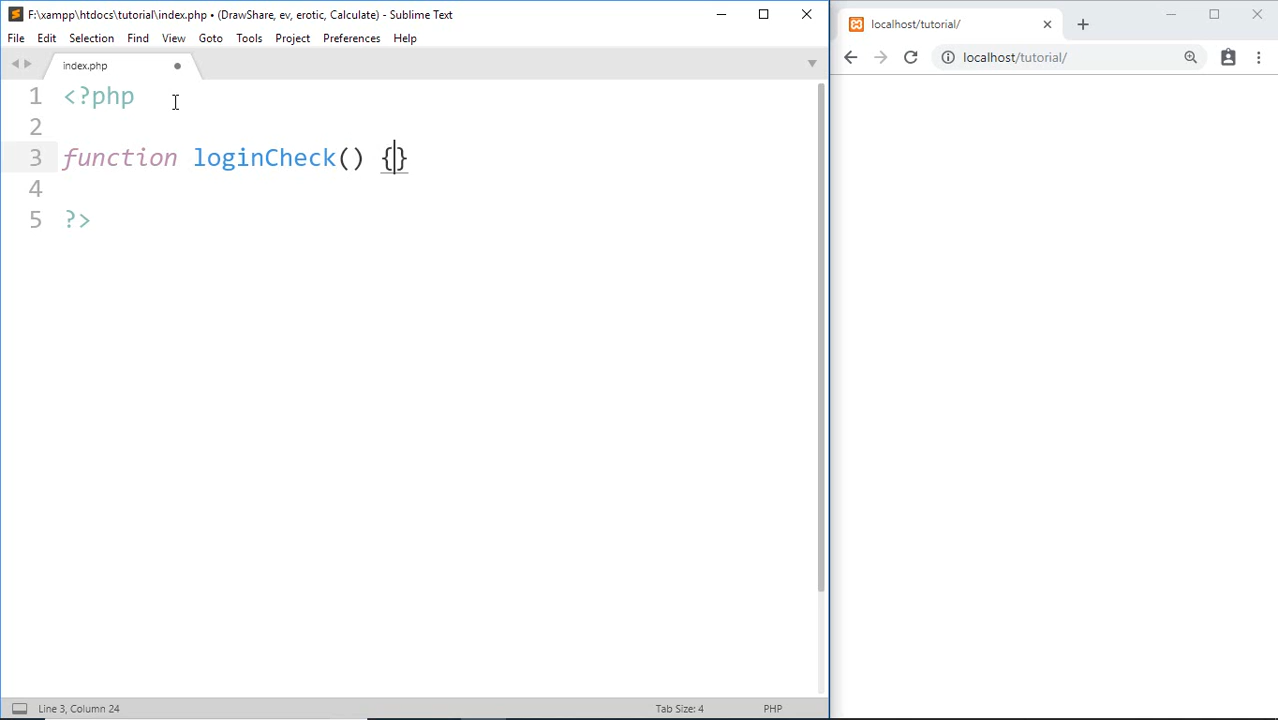 F:\xampp\htdocs\tutorial\index.php • (DrawShare, ev, erotic, Calculate) - Sublime Text
File Edit Selection Find View Goto Tools Project Preferences Help
index.php
1 <?php
2
3 function loginCheck() {}
4
5 ?>
Line 3, Column 24
Tab Size: 4
PHP
localhost/tutorial/
localhost/tutorial/